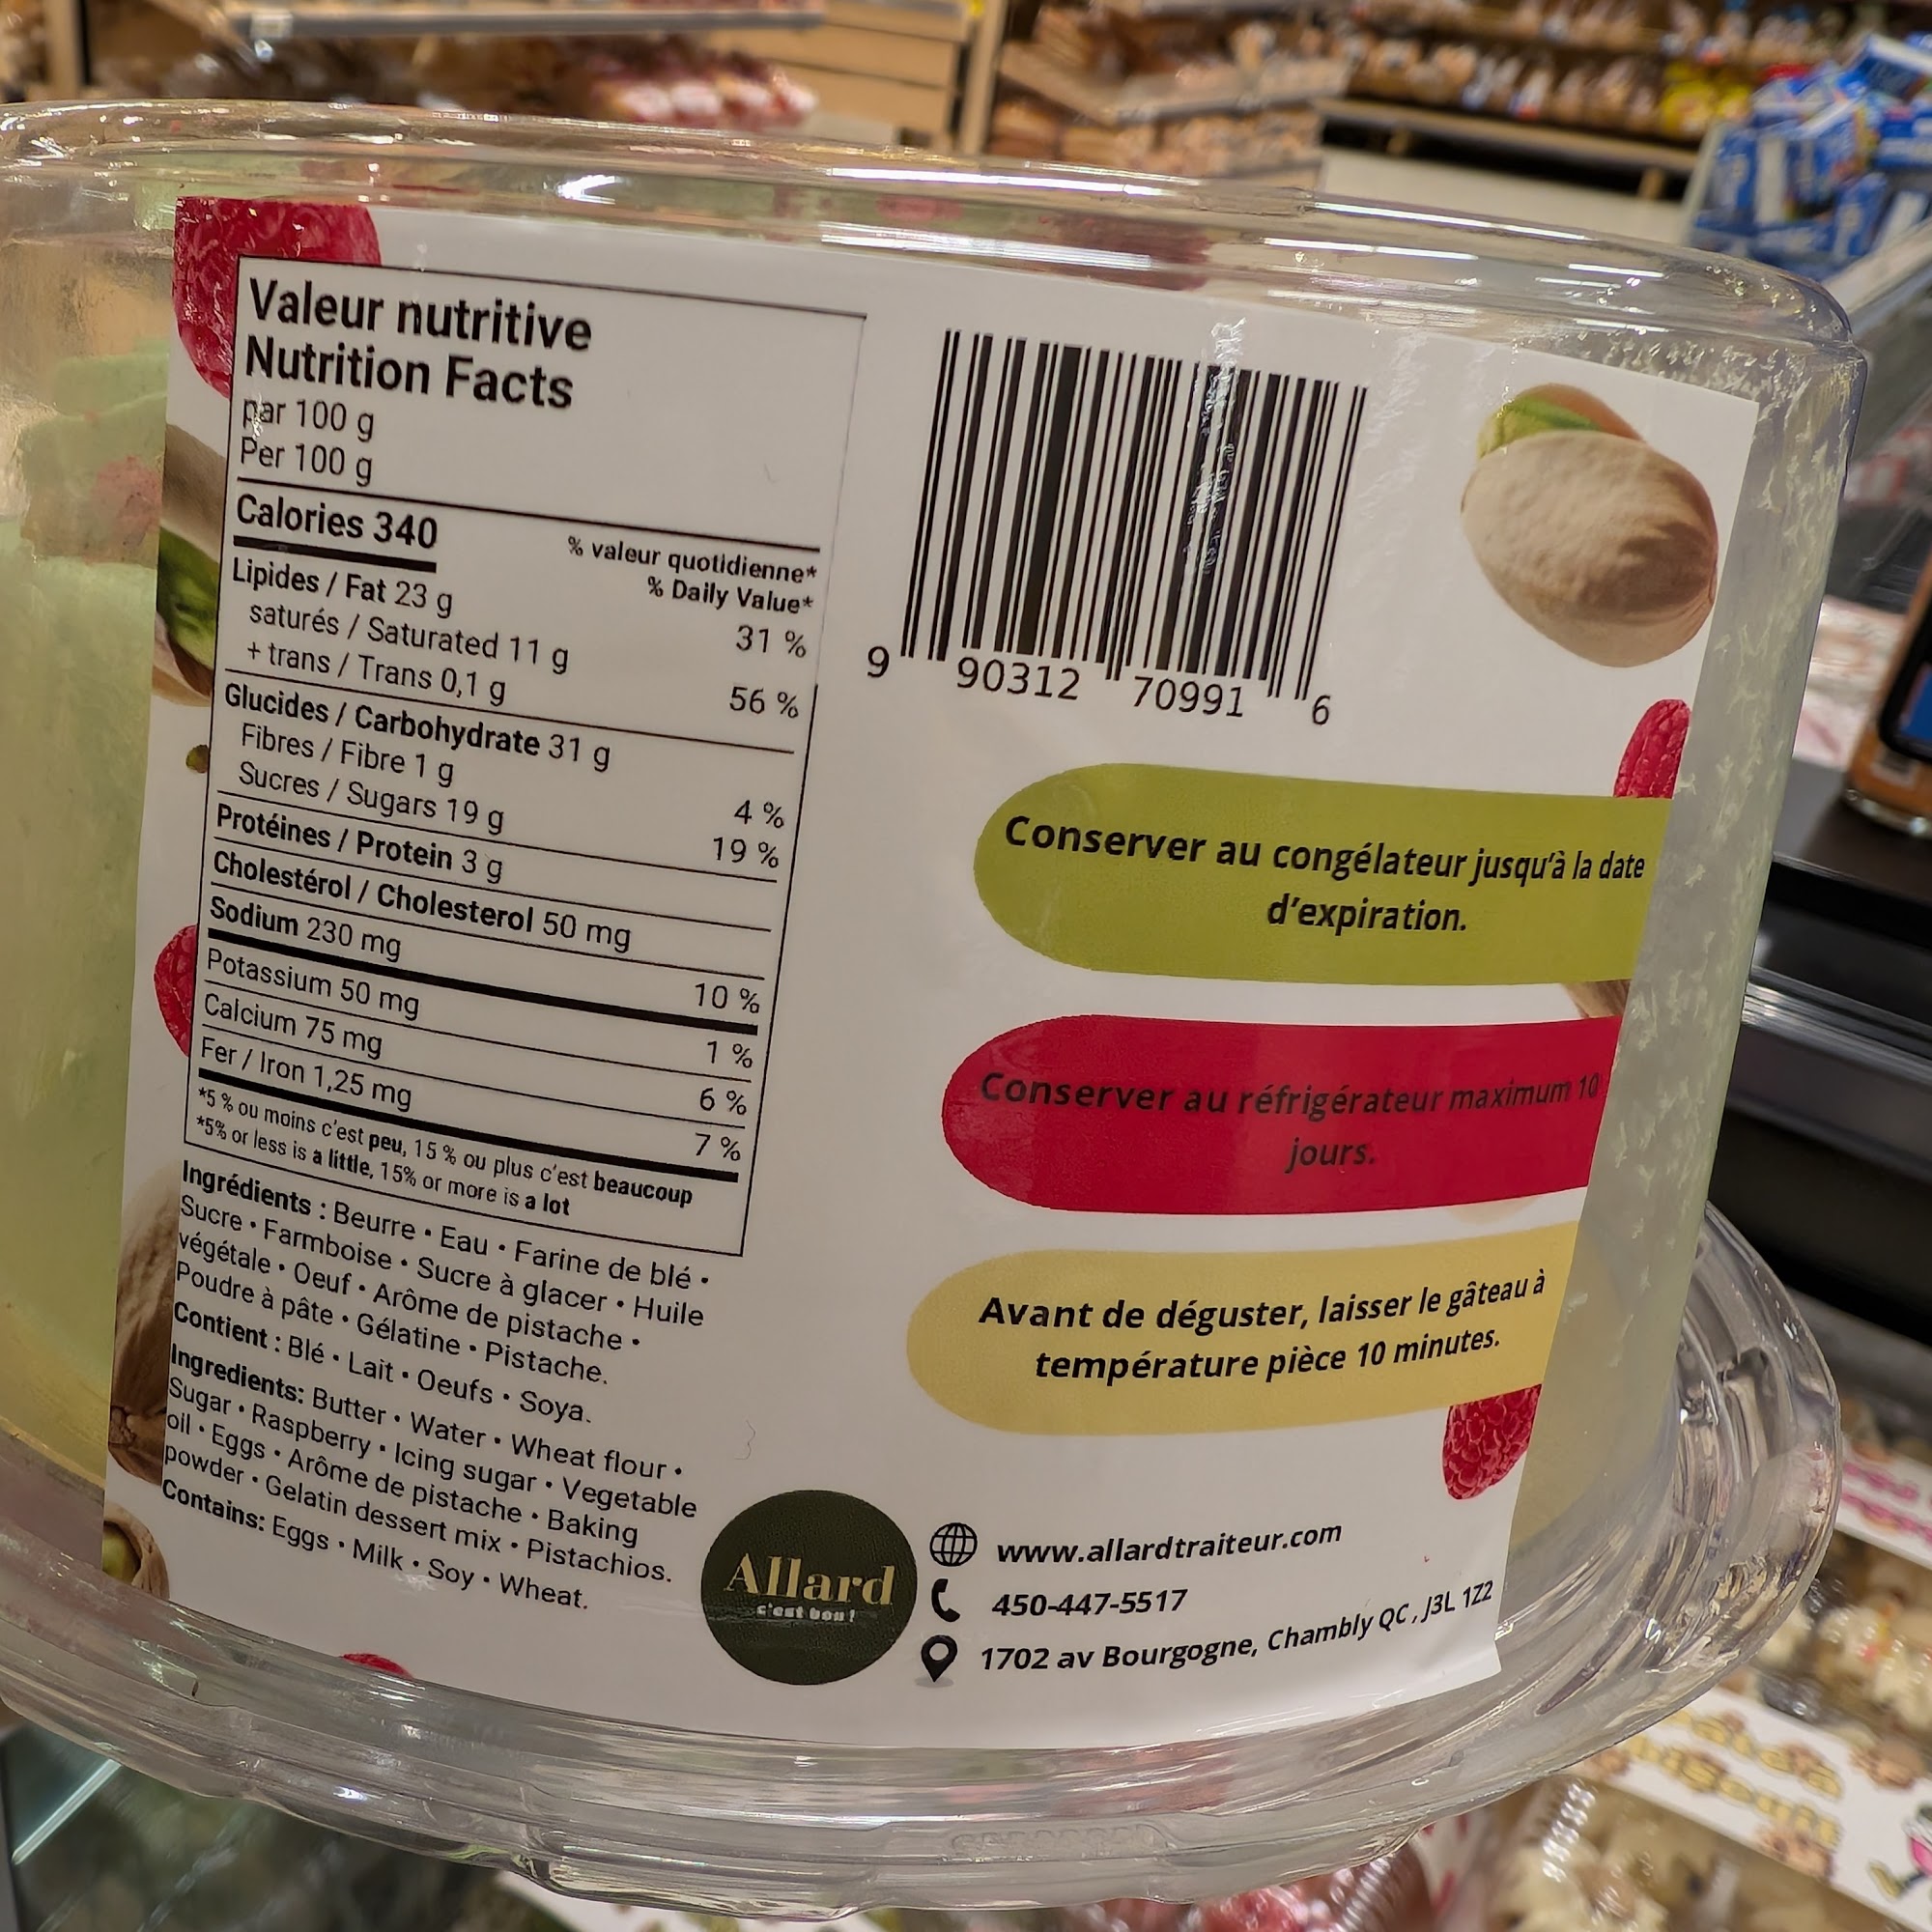 Valeur nutritive
Nutrition Facts
par 100 g
Per 100 g
Calories 340
% valeur quotidienne*
% Daily Value*
Lipides / Fat 23 g 31 %
saturés / Saturated 11 g
+ trans / Trans 0,1 g 56 %
Glucides / Carbohydrate 31 g
Fibres / Fibre 1 g 4 %
Sucres / Sugars 19 g 19 %
Protéines / Protein 3 g
Cholestérol / Cholesterol 50 mg
Sodium 230 mg 10 %
Potassium 50 mg 1 %
Calcium 75 mg 6 %
Fer / Iron 1,25 mg 7 %
*5 % ou moins c'est peu, 15 % ou plus c'est beaucoup
*5% or less is a little, 15% or more is a lot
Ingrédients : Beurre • Eau • Farine de blé •
Sucre • Farmboise • Sucre à glacer • Huile
végétale • Oeuf • Arôme de pistache •
Poudre à pâte • Gélatine • Pistache.
Contient : Blé • Lait • Oeufs • Soya.
Ingredients: Butter • Water • Wheat flour •
Sugar • Raspberry • Icing sugar • Vegetable
oil • Eggs • Arôme de pistache • Baking
powder • Gelatin dessert mix • Pistachios.
Contains: Eggs • Milk • Soy • Wheat.
9 90312 70991 6
Conserver au congélateur jusqu'à la date
d'expiration.
Conserver au réfrigérateur maximum 10
jours.
Avant de déguster, laisser le gâteau à
température pièce 10 minutes.
Allard
c'est bon !
www.allardtraiteur.com
450-447-5517
1702 av Bourgogne, Chambly QC, J3L 1Z2